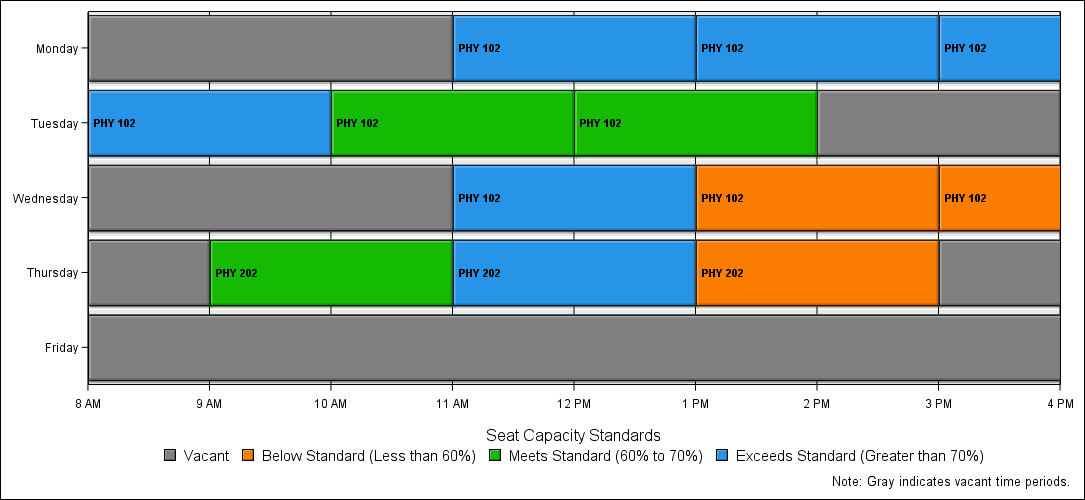 Monday PHY 102 PHY 102 PHY 102
Tuesday PHY 102 PHY 102 PHY 102
Wednesday PHY 102 PHY 102 PHY 102
Thursday PHY 202 PHY 202 PHY 202
Friday
8 AM 9 AM 10 AM 11 AM 12 PM 1 PM 2 PM 3 PM 4 PM
Seat Capacity Standards
Vacant Below Standard (Less than 60%) Meets Standard (60% to 70%) Exceeds Standard (Greater than 70%)
Note: Gray indicates vacant time periods.